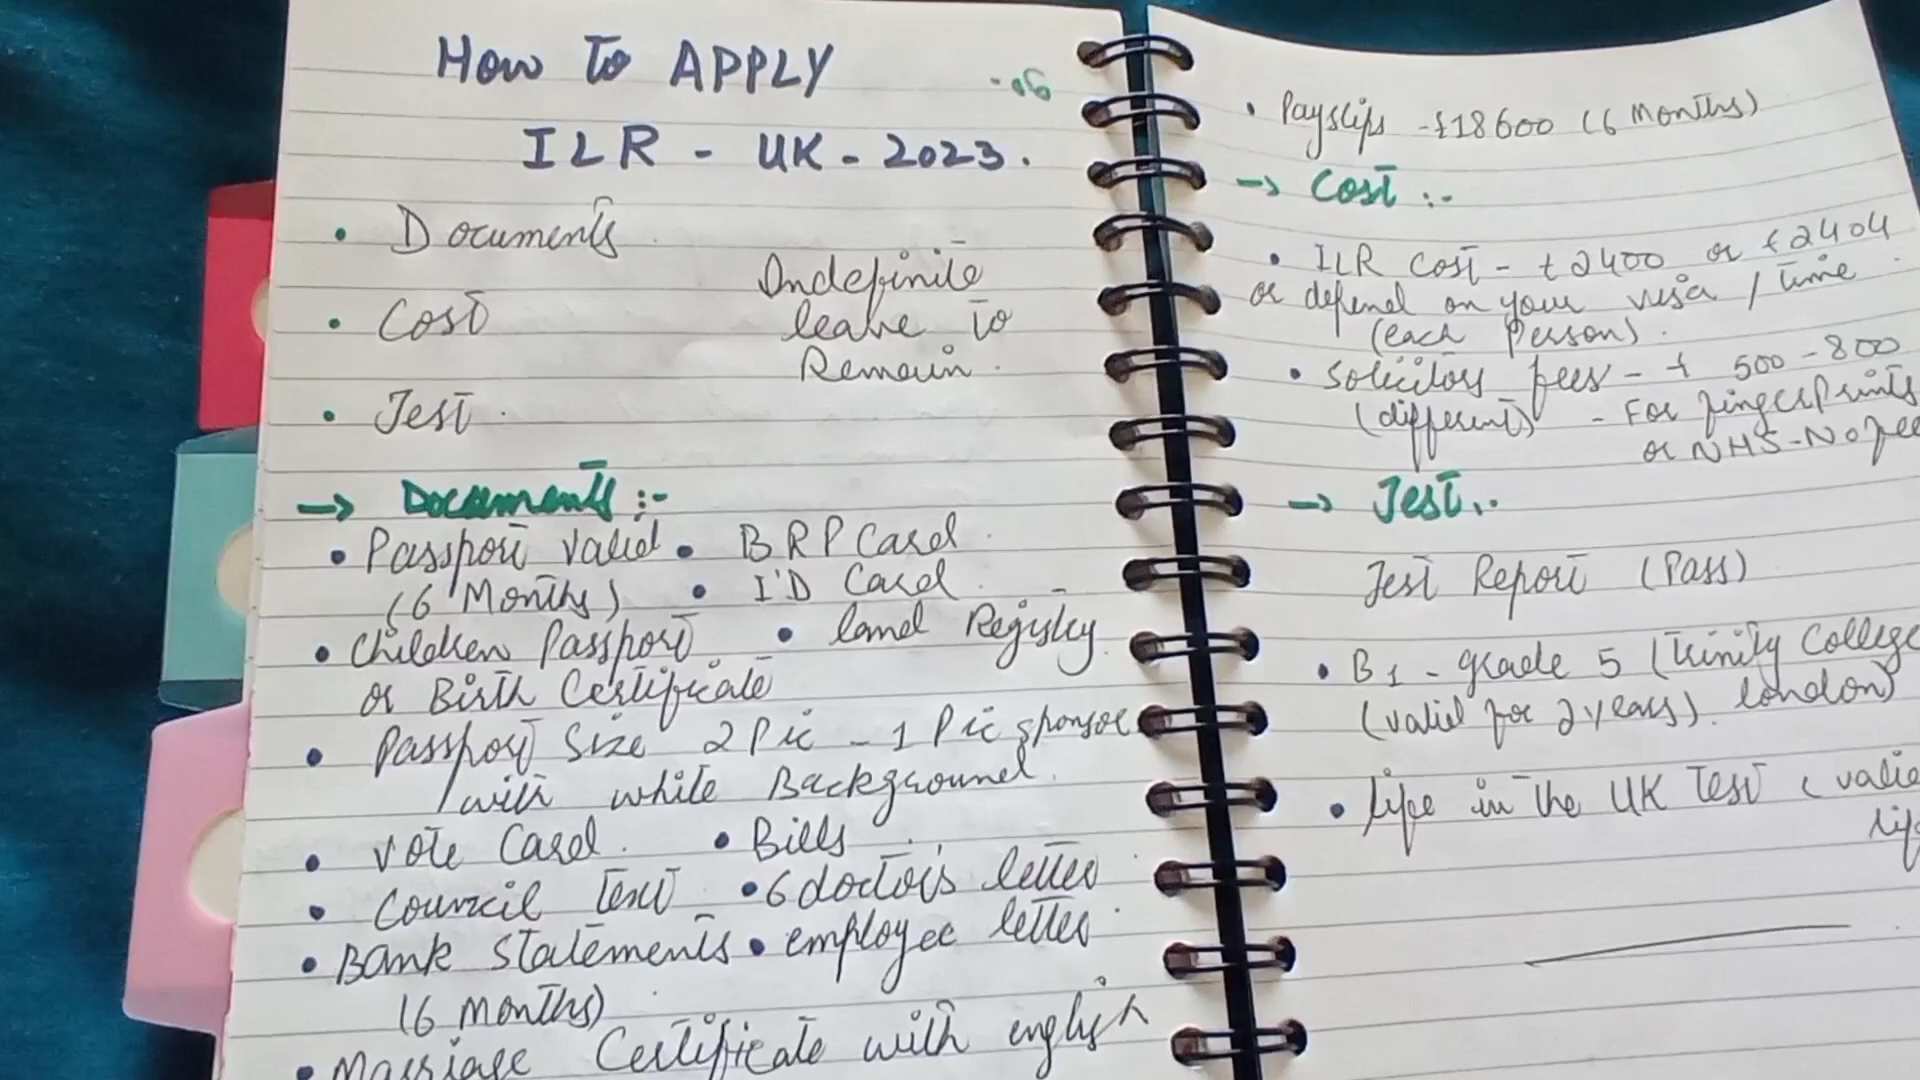 How To APPLY
ILR - UK - 2023.
• Documents
• Cost
• Test.
Indefinite
leave to
Remain.
→ Documents :-
• Passport valid
(6 Months)
• BRP Card
• I'D Card
• Children Passport
or Birth Certificate
• land Registry
• Passport Size 2 Pic - 1 Pic sponsor
with white Background.
• Vote Card.
• Bills
• Council text
• 6 doctor's letter
• Bank Statements
(6 months)
• employee letter
• Marriage Certificate with english
• Payslips - £18600 (6 Months)
→ Cost :-
• ILR Cost - £2400 or £2404
or depend on your visa / time
(each Person).
• Solicitors fees - £ 500 - 800
(different) - For fingerprints
or NHS - No fee
→ Test :-
Test Report (Pass)
• B1 - grade 5 (Trinity College
(valid for 2 years). London)
• life in the UK Test (valid